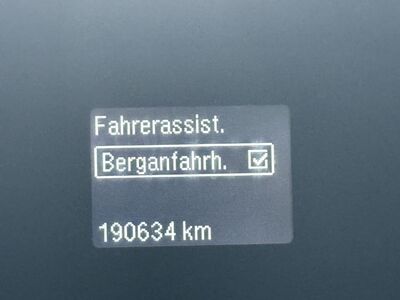 Fahrerassist.
Berganfahrh.
190634 km